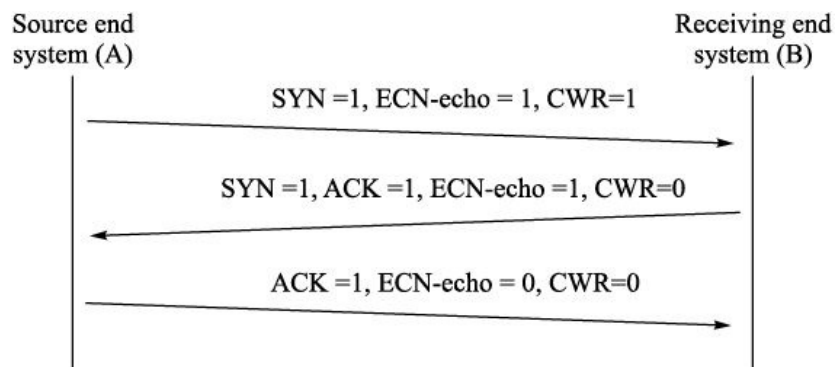 Source end
system (A)
Receiving end
system (B)
SYN =1, ECN-echo = 1, CWR=1
SYN =1, ACK =1, ECN-echo =1, CWR=0
ACK =1, ECN-echo = 0, CWR=0